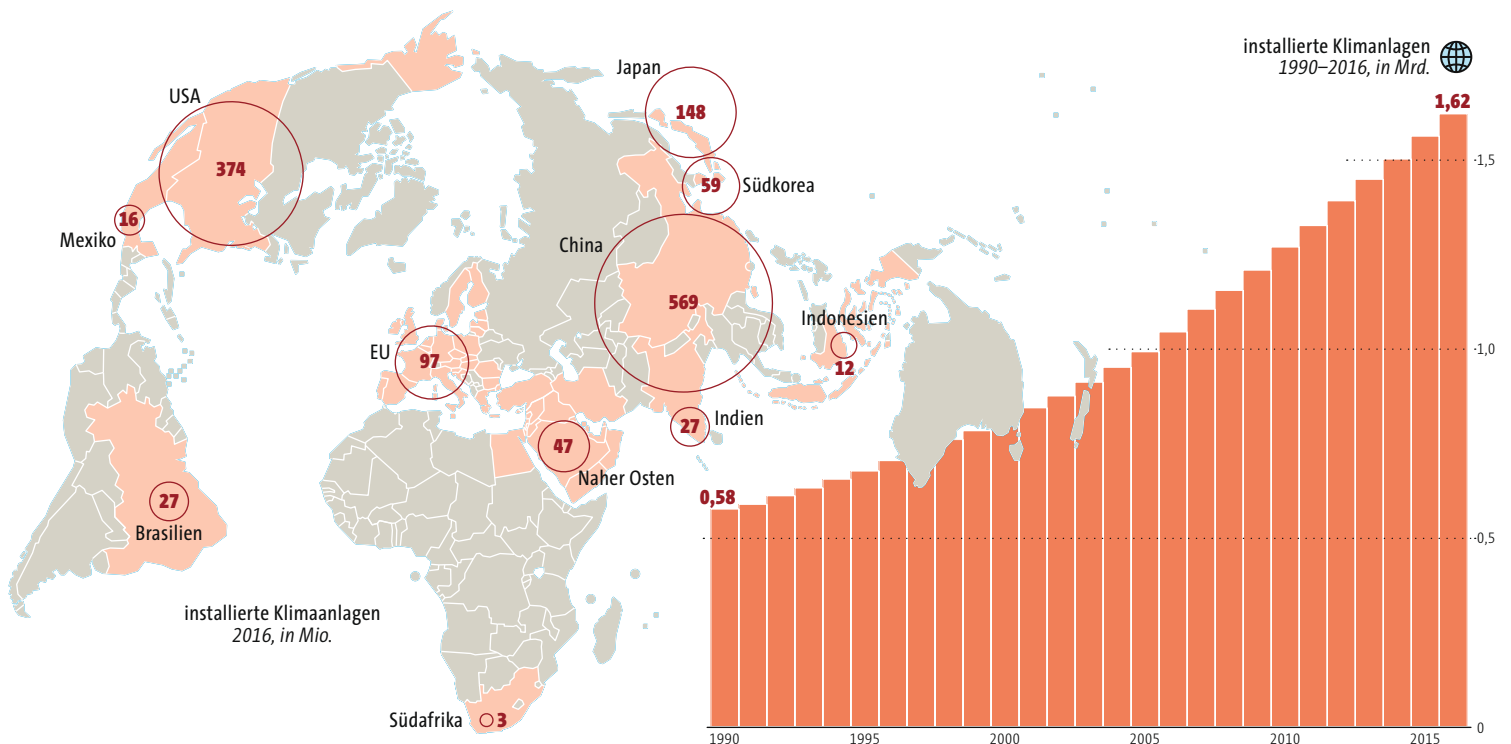 installierte Klimanlagen
1990–2016, in Mrd.
Japan
148
USA
374
1,62
1,5
59
Südkorea
16
Mexiko
China
569
Indonesien
12
EU
97
1,0
27
Indien
47
Naher Osten
0,58
27
Brasilien
0,5
installierte Klimaanlagen
2016, in Mio.
Südafrika
3
0
1990
1995
2000
2005
2010
2015